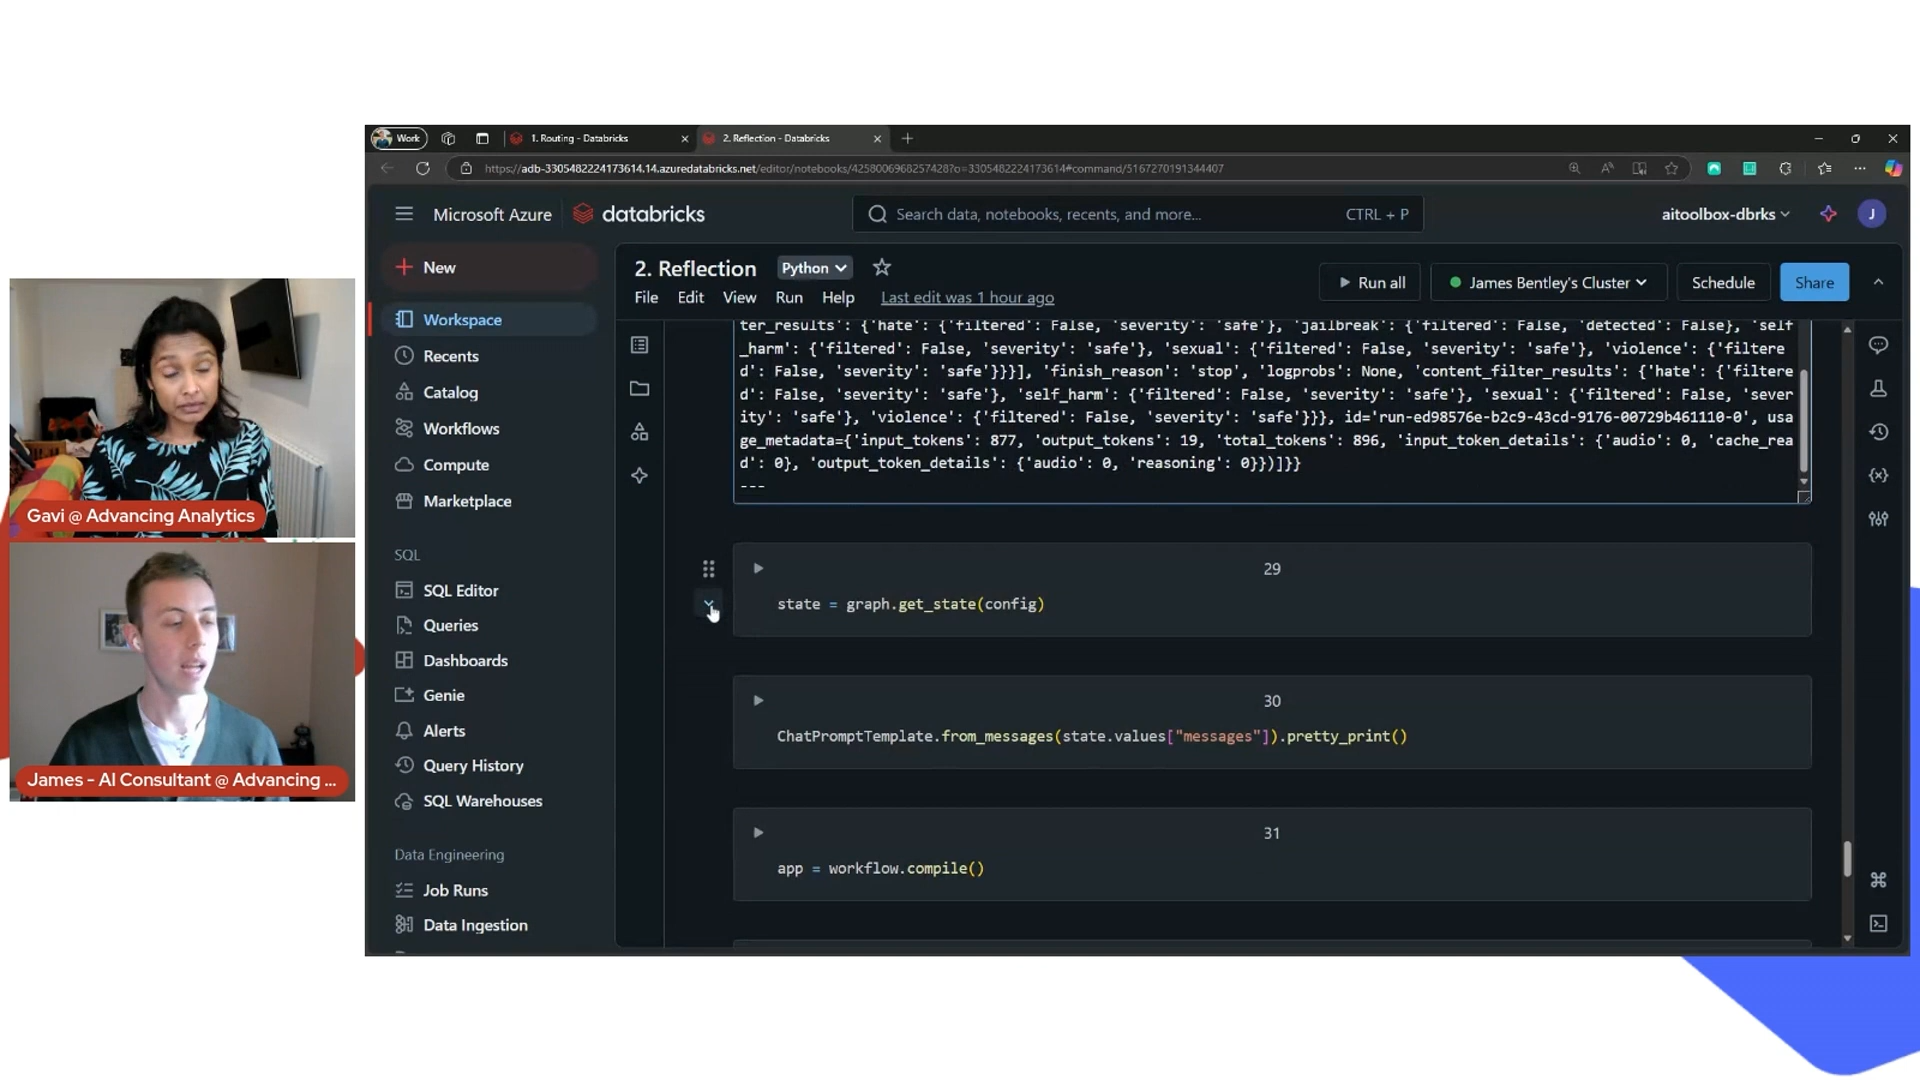 Work
1. Routing - Databricks
2. Reflection - Databricks
https://adb-3305482224173614.14.azuredatabricks.net/editor/notebooks/4258006968257428?o=3305482224173614#command/5167270191344407
Microsoft Azure
databricks
Search data, notebooks, recents, and more...
CTRL + P
aitoolbox-dbrks
J
New
Workspace
Recents
Catalog
Workflows
Compute
Marketplace
SQL
SQL Editor
Queries
Dashboards
Genie
Alerts
Query History
SQL Warehouses
Data Engineering
Job Runs
Data Ingestion
2. Reflection
Python
File
Edit
View
Run
Help
Last edit was 1 hour ago
Run all
James Bentley's Cluster
Schedule
Share
ter_results': {'hate': {'filtered': False, 'severity': 'safe'}, 'jailbreak': {'filtered': False, 'detected': False}, 'self
_harm': {'filtered': False, 'severity': 'safe'}, 'sexual': {'filtered': False, 'severity': 'safe'}, 'violence': {'filtere
d': False, 'severity': 'safe'}}}], 'finish_reason': 'stop', 'logprobs': None, 'content_filter_results': {'hate': {'filtere
d': False, 'severity': 'safe'}, 'self_harm': {'filtered': False, 'severity': 'safe'}, 'sexual': {'filtered': False, 'sever
ity': 'safe'}, 'violence': {'filtered': False, 'severity': 'safe'}}}, id='run-ed98576e-b2c9-43cd-9176-00729b461110-0', usa
ge_metadata={'input_tokens': 877, 'output_tokens': 19, 'total_tokens': 896, 'input_token_details': {'audio': 0, 'cache_rea
d': 0}, 'output_token_details': {'audio': 0, 'reasoning': 0}})]}}
---
29
state = graph.get_state(config)
30
ChatPromptTemplate.from_messages(state.values["messages"]).pretty_print()
31
app = workflow.compile()
Gavi @ Advancing Analytics
James - AI Consultant @ Advancing ...